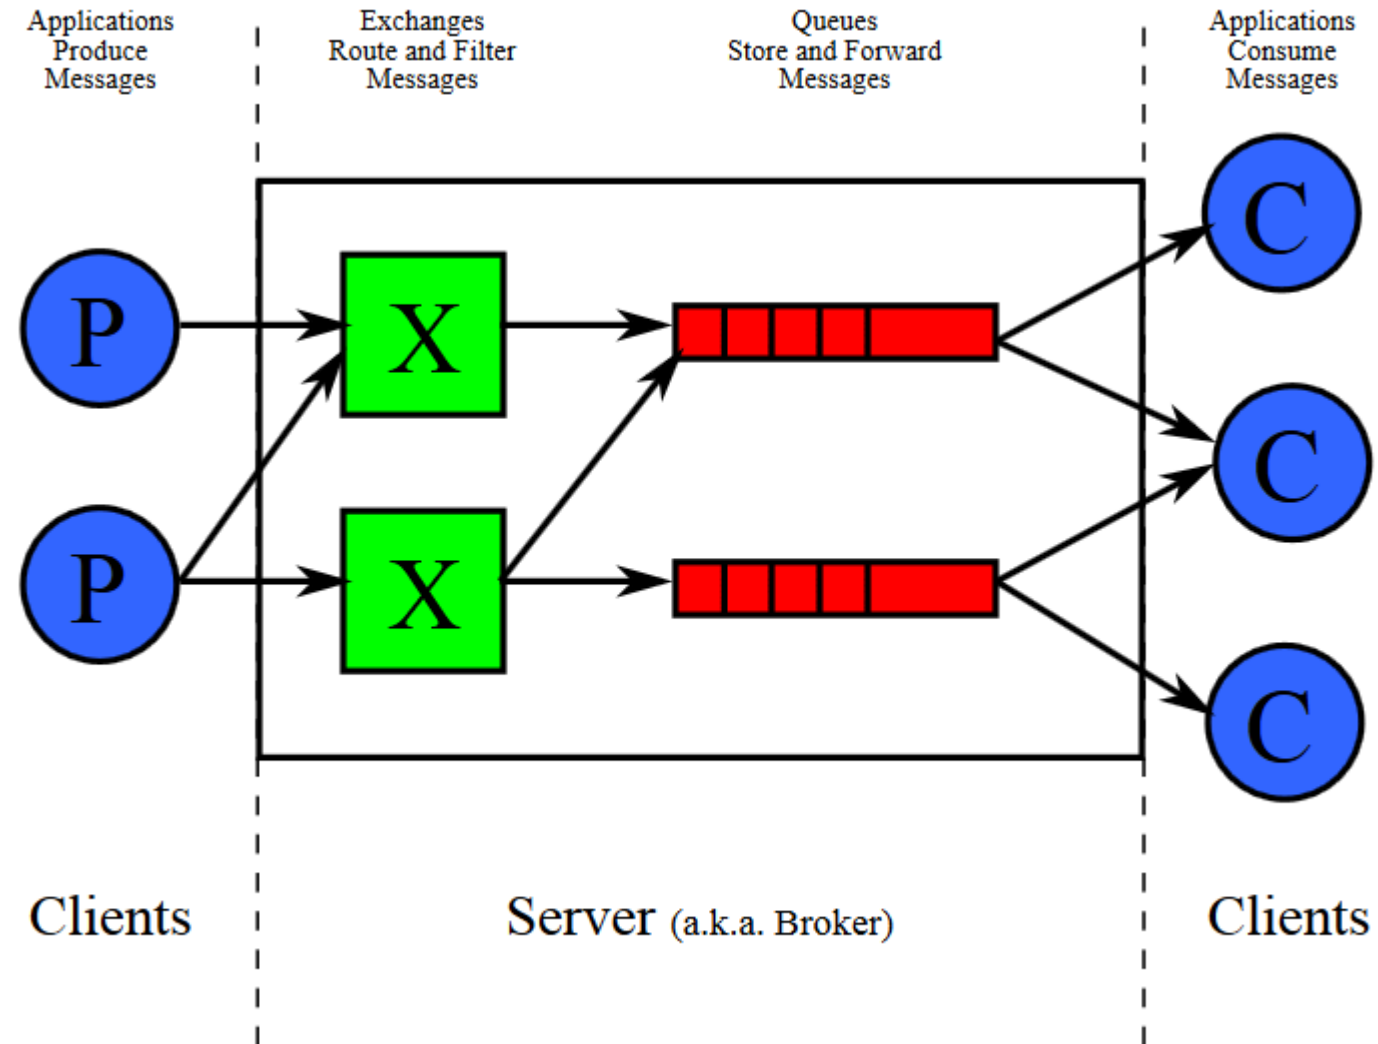 Applications
Produce
Messages
Exchanges
Route and Filter
Messages
Queues
Store and Forward
Messages
Applications
Consume
Messages
P
X
C
C
P
X
C
Clients
Server (a.k.a. Broker)
Clients